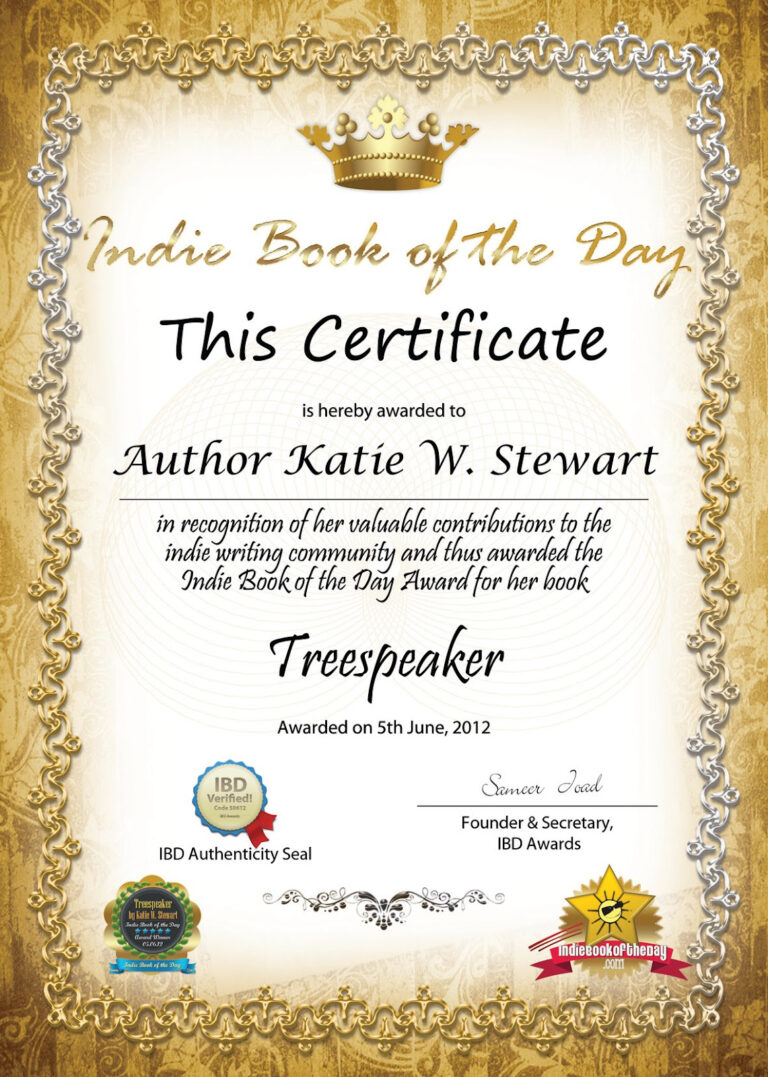 Indie Book of the Day
This Certificate
is hereby awarded to
Author Katie W. Stewart
in recognition of her valuable contributions to the
indie writing community and thus awarded the
Indie Book of the Day Award for her book
Treespeaker
Awarded on 5th June, 2012
IBD
Verified!
Code 50612
IBD Awards
IBD Authenticity Seal
Sameer Joad
Founder & Secretary,
IBD Awards
Treespeaker
by Katie W. Stewart
Indie Book of the Day
Award Winner
05.06.12
Indie Book of the Day
indiebookoftheday
.com